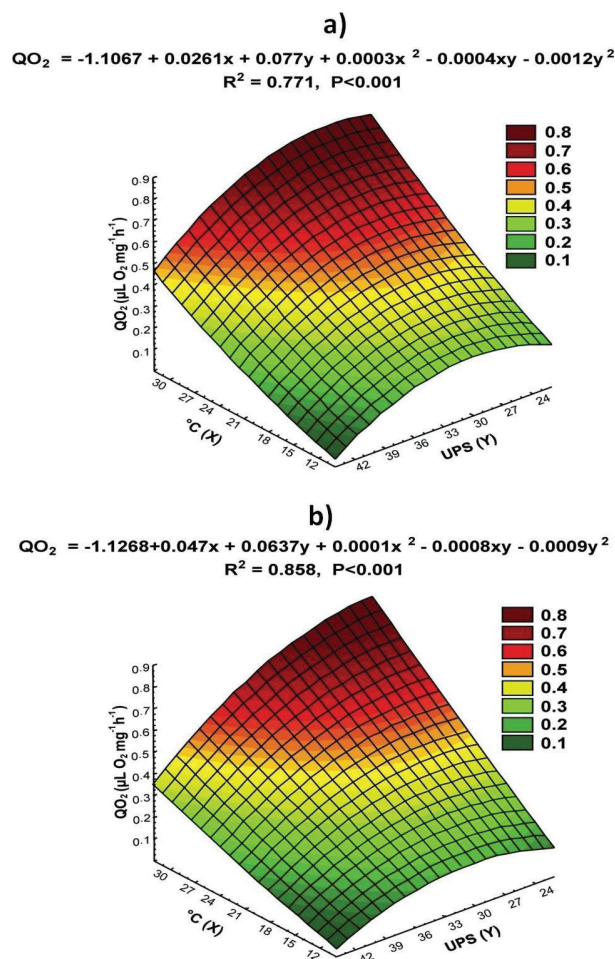 a)
QO₂ = -1.1067 + 0.0261x + 0.077y + 0.0003x² - 0.0004xy - 0.0012y²
R² = 0.771, P<0.001
0.8
0.7
0.6
0.5
0.4
0.3
0.2
0.1
0.9
0.8
0.7
0.6
0.5
0.4
0.3
0.2
0.1
QO₂ (µL O₂ mg⁻¹h⁻¹)
30 27 24 21 18 15 12
°C (X)
42 39 36 33 30 27 24
UPS (Y)
b)
QO₂ = -1.1268+0.047x + 0.0637y + 0.0001x² - 0.0008xy - 0.0009y²
R² = 0.858, P<0.001
0.8
0.7
0.6
0.5
0.4
0.3
0.2
0.1
0.9
0.8
0.7
0.6
0.5
0.4
0.3
0.2
0.1
QO₂ (µL O₂ mg⁻¹h⁻¹)
30 27 24 21 18 15 12
°C (X)
42 39 36 33 30 27 24
UPS (Y)